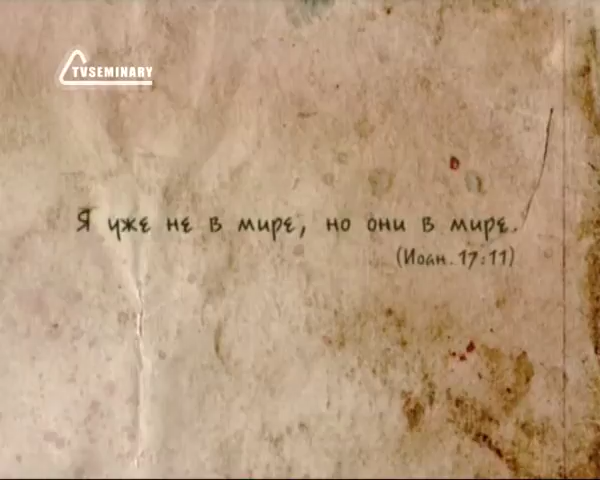 TVSEMINARY
Я уже не в мире, но они в мире.
(Иоан. 17:11)